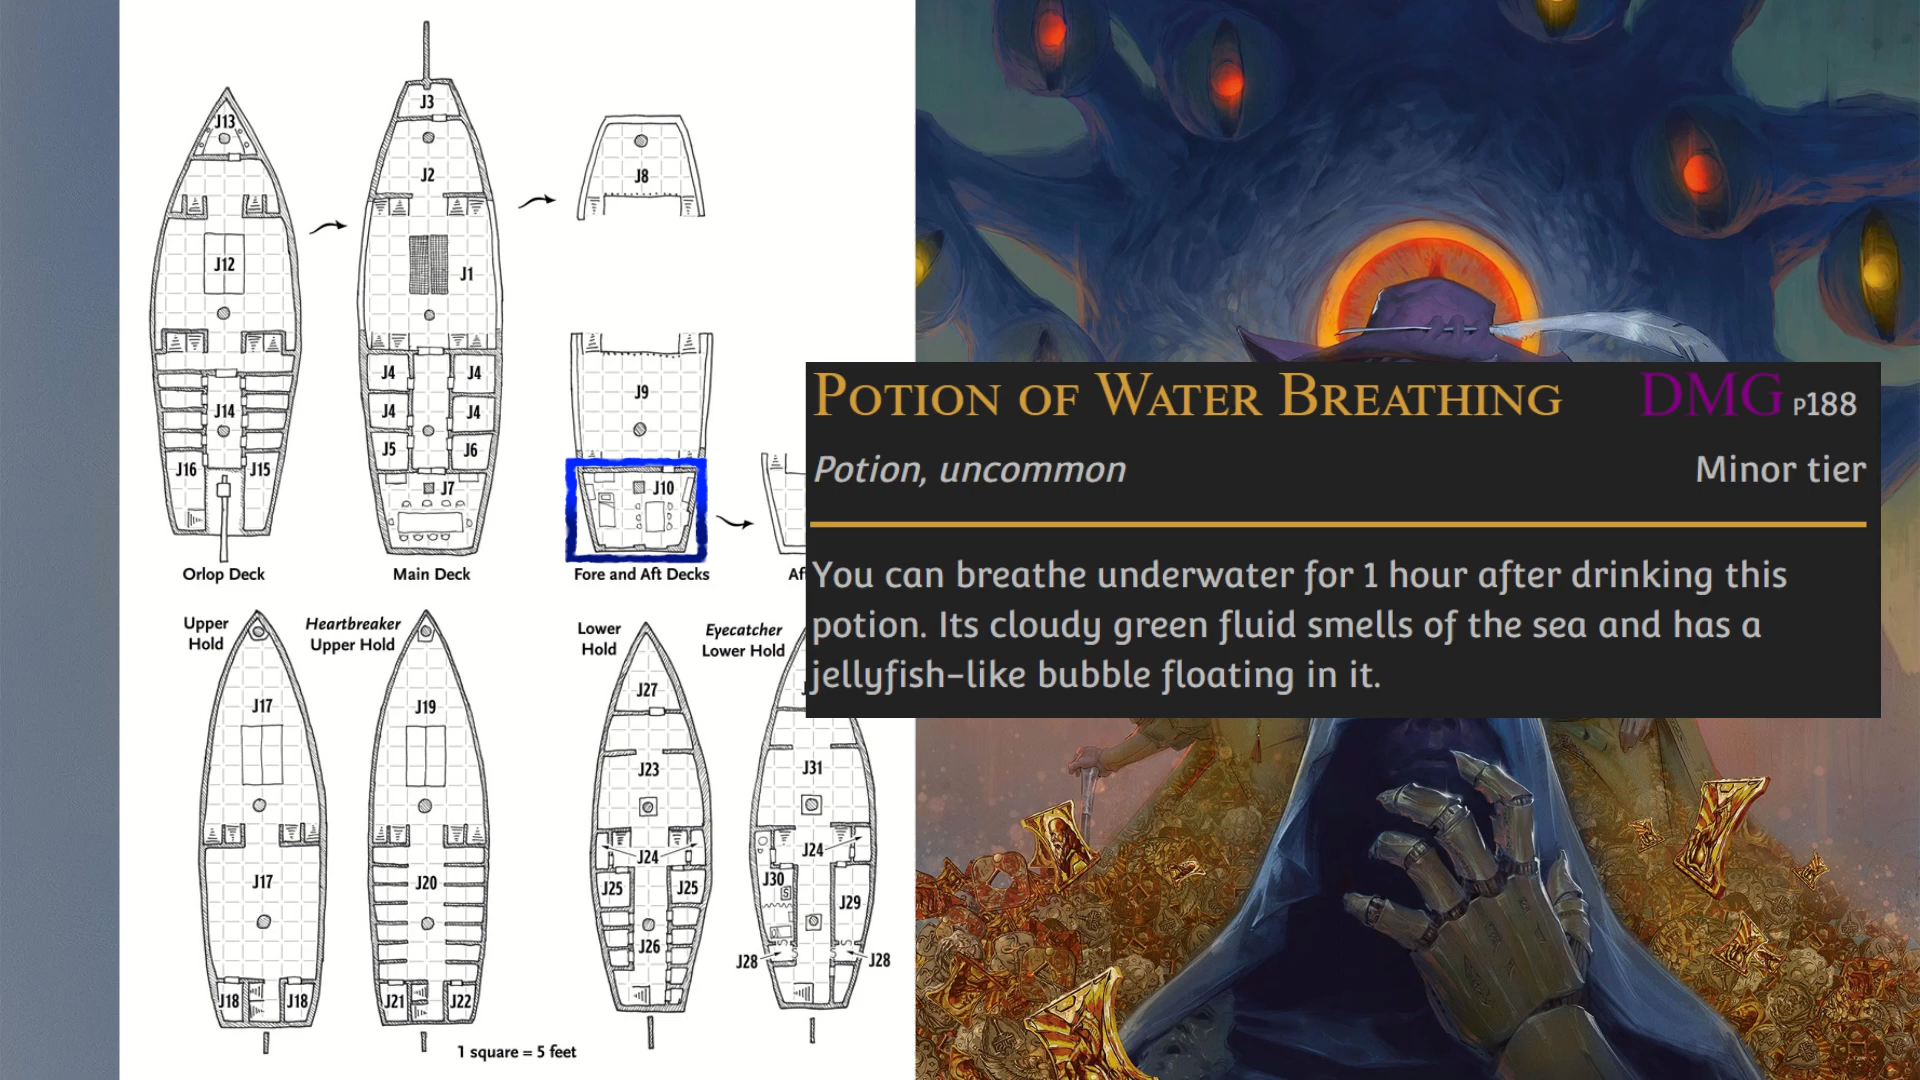 J13
J12
J14
J16
J15
Orlop Deck
J3
J2
J1
J4
J4
J4
J4
J5
J6
J7
Main Deck
J8
J9
J10
Fore and Aft Decks
Potion of Water Breathing
DMG p188
Potion, uncommon
Minor tier
You can breathe underwater for 1 hour after drinking this
potion. Its cloudy green fluid smells of the sea and has a
jellyfish-like bubble floating in it.
Upper
Hold
J17
J17
J18
J18
Heartbreaker
Upper Hold
J19
J20
J21
J22
Lower
Hold
J27
J23
J24
J25
J25
J26
Eyecatcher
Lower Hold
J31
J24
J30
J29
J28
J28
1 square = 5 feet